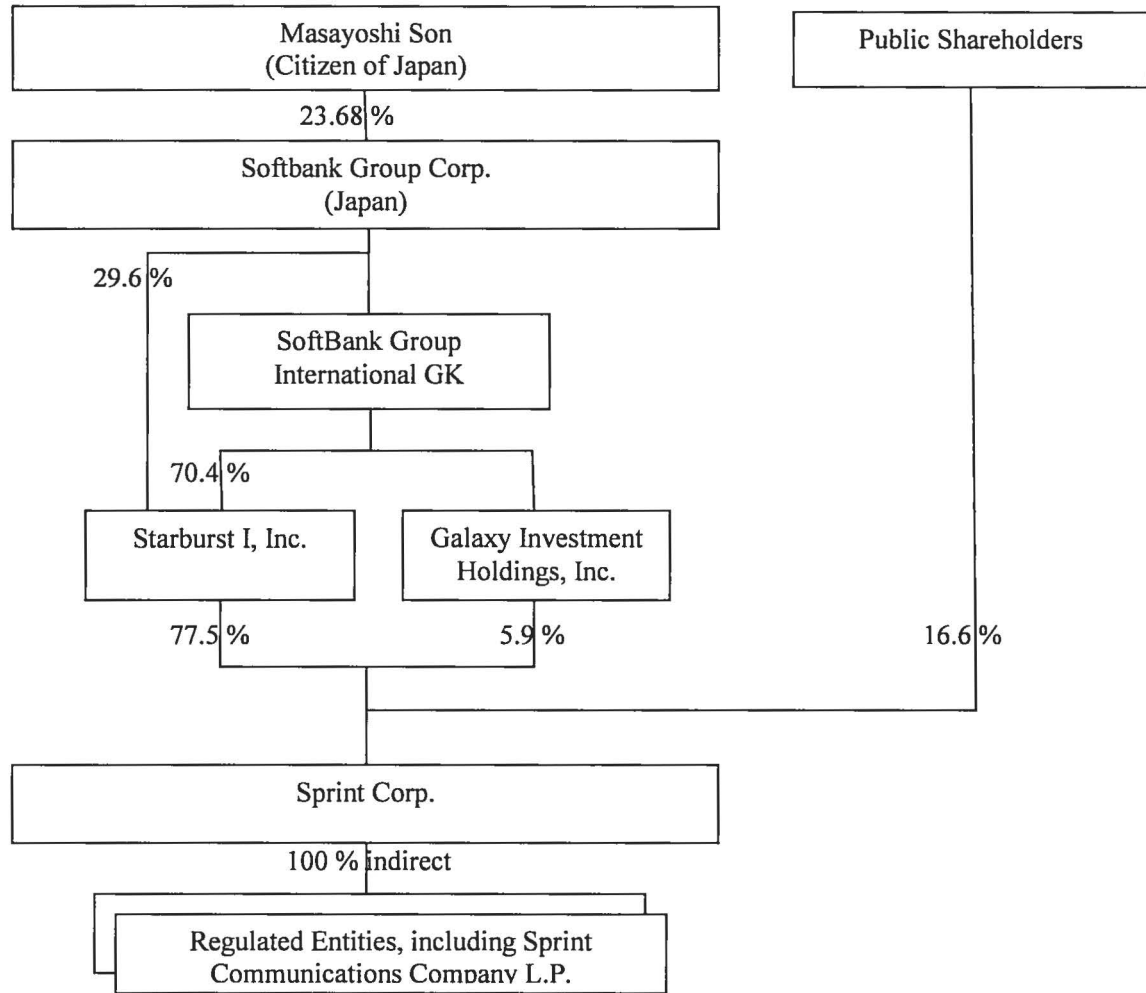 Masayoshi Son
(Citizen of Japan)
Public Shareholders
23.68 %
Softbank Group Corp.
(Japan)
29.6 %
SoftBank Group
International GK
70.4 %
Starburst I, Inc.
Galaxy Investment
Holdings, Inc.
77.5 %
5.9 %
16.6 %
Sprint Corp.
100 % indirect
Regulated Entities, including Sprint
Communications Company L.P.